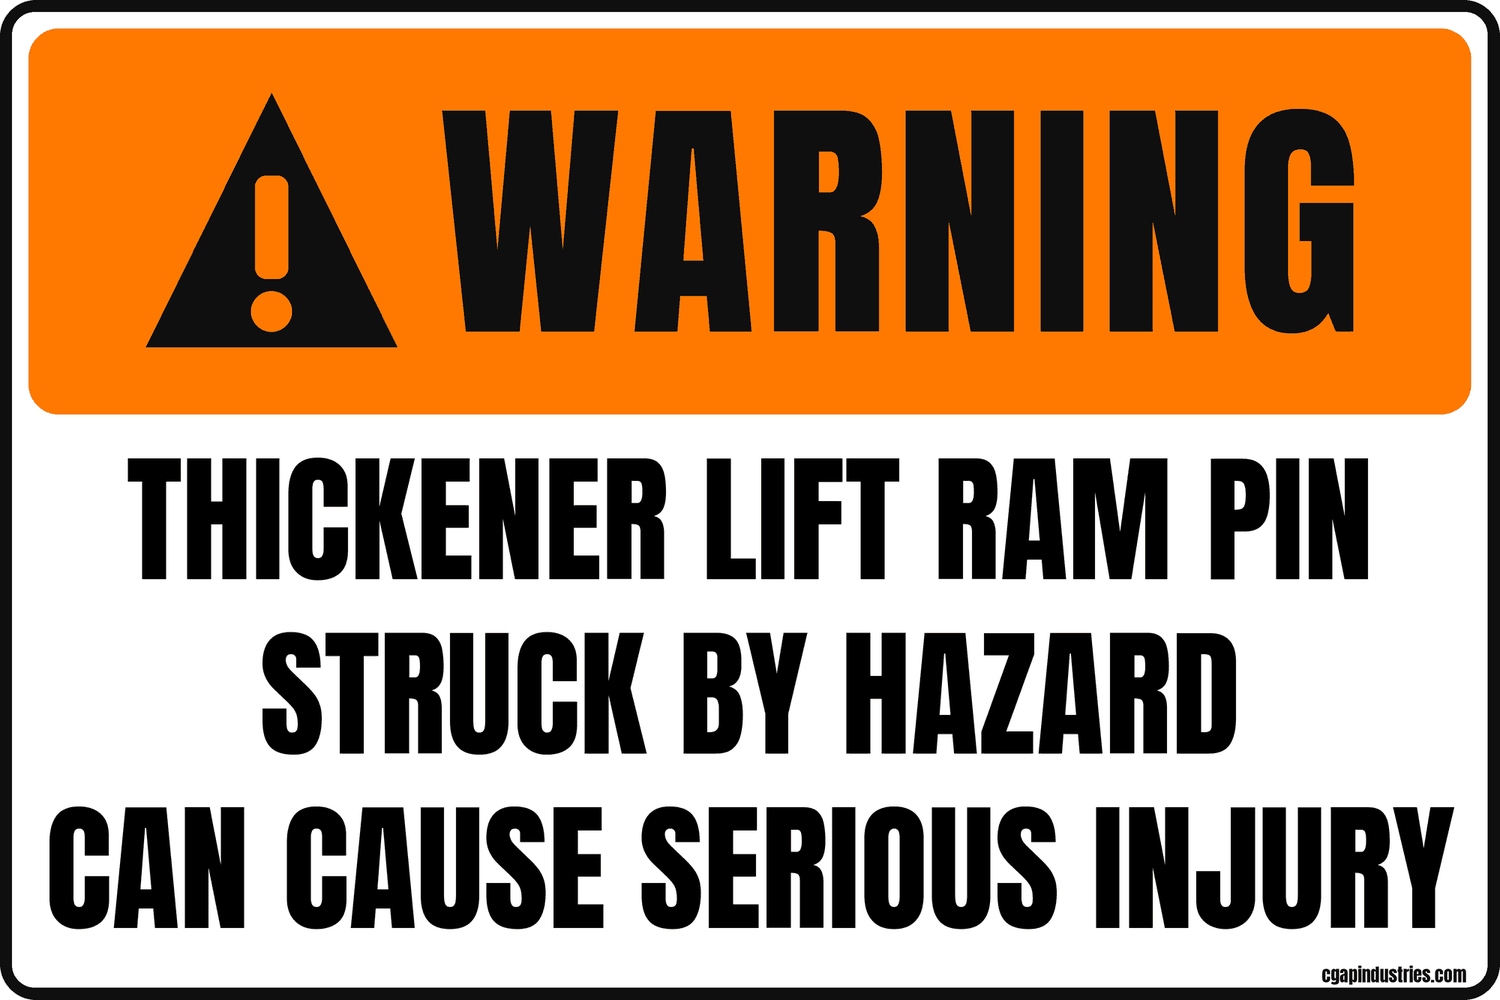 WARNING
THICKENER LIFT RAM PIN
STRUCK BY HAZARD
CAN CAUSE SERIOUS INJURY
cgapindustries.com